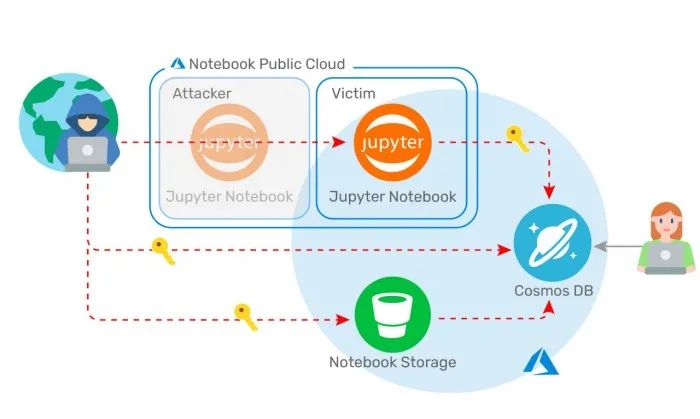 Notebook Public Cloud
Attacker
Victim
jupyter
jupyter
Jupyter Notebook
Jupyter Notebook
Cosmos DB
Notebook Storage